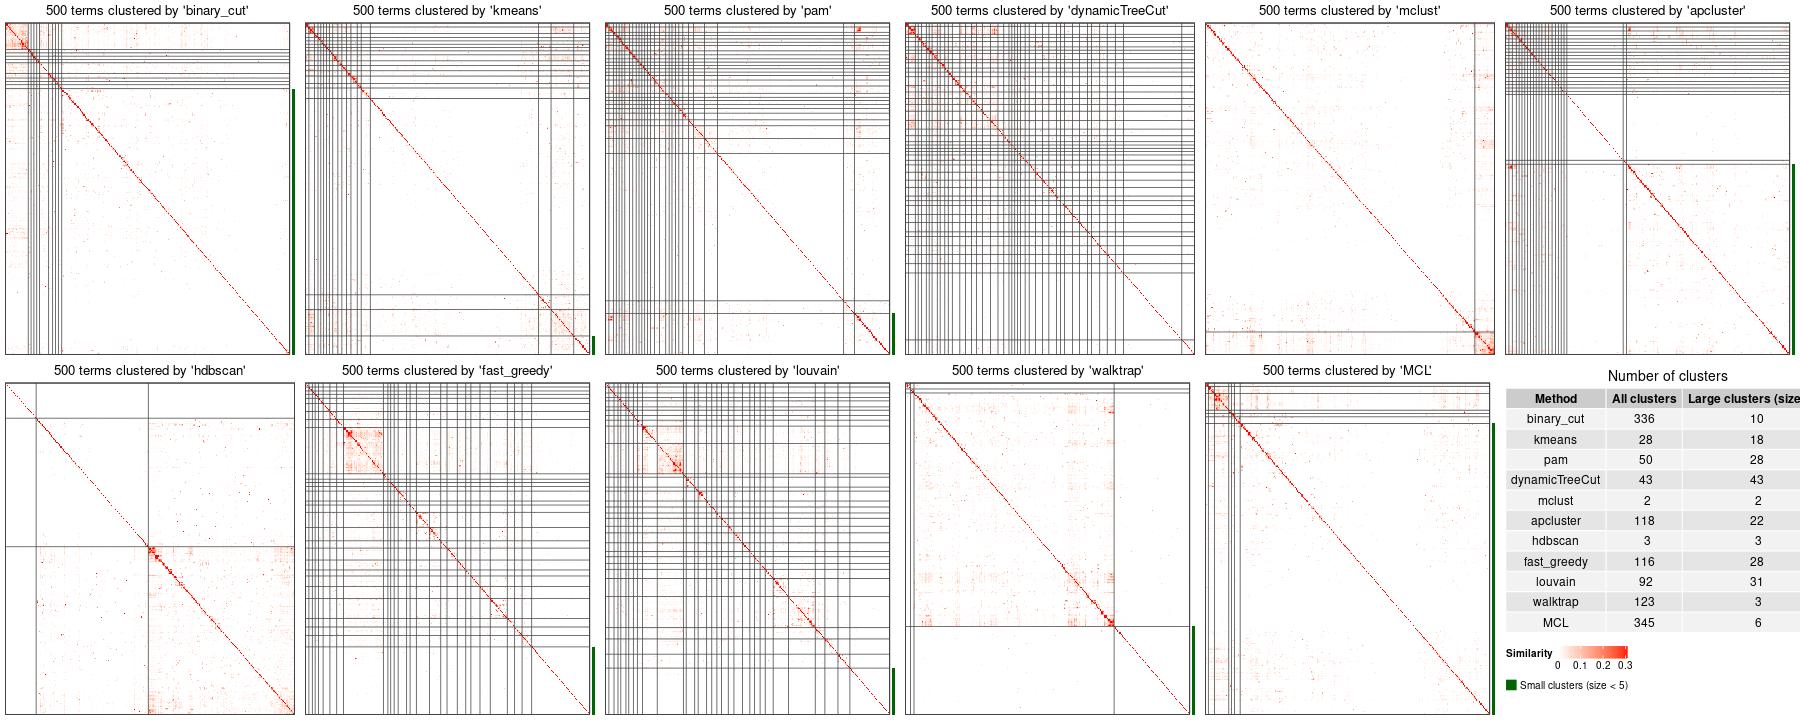 500 terms clustered by 'binary_cut'
500 terms clustered by 'kmeans'
500 terms clustered by 'pam'
500 terms clustered by 'dynamicTreeCut'
500 terms clustered by 'mclust'
500 terms clustered by 'apcluster'
500 terms clustered by 'hdbscan'
500 terms clustered by 'fast_greedy'
500 terms clustered by 'louvain'
500 terms clustered by 'walktrap'
500 terms clustered by 'MCL'
Number of clusters
Method All clusters Large clusters (size
binary_cut 336 10
kmeans 28 18
pam 50 28
dynamicTreeCut 43 43
mclust 2 2
apcluster 118 22
hdbscan 3 3
fast_greedy 116 28
louvain 92 31
walktrap 123 3
MCL 345 6
Similarity
0 0.1 0.2 0.3
Small clusters (size < 5)